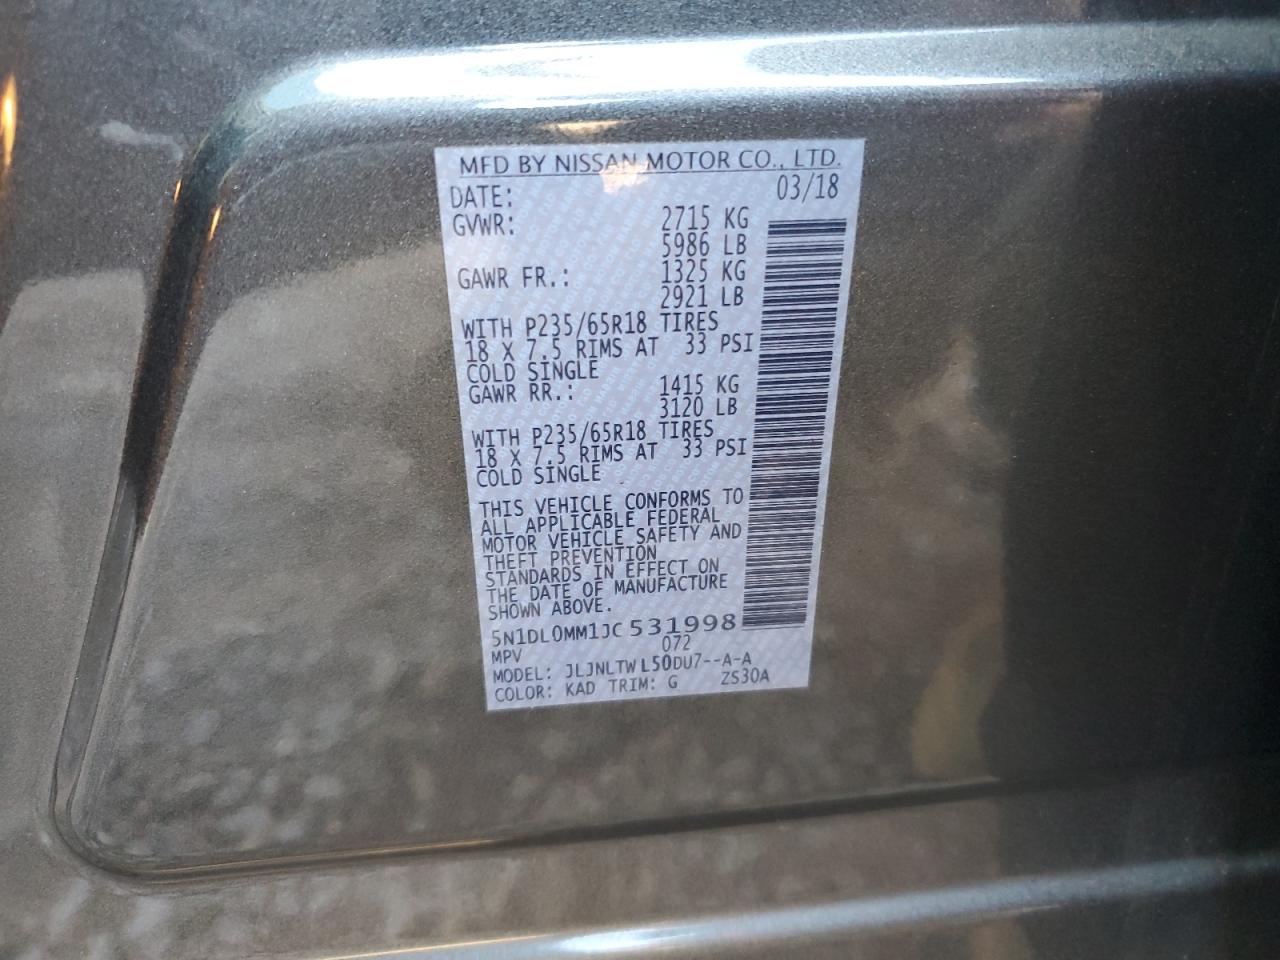 MFD BY NISSAN MOTOR CO., LTD.
DATE: 03/18
GVWR: 2715 KG
5986 LB
GAWR FR.: 1325 KG
2921 LB
WITH P235/65R18 TIRES
18 X 7.5 RIMS AT 33 PSI
COLD SINGLE
GAWR RR.: 1415 KG
3120 LB
WITH P235/65R18 TIRES
18 X 7.5 RIMS AT 33 PSI
COLD SINGLE
THIS VEHICLE CONFORMS TO
ALL APPLICABLE FEDERAL
MOTOR VEHICLE SAFETY AND
THEFT PREVENTION
STANDARDS IN EFFECT ON
THE DATE OF MANUFACTURE
SHOWN ABOVE.
5N1DL0MM1JC531998
MPV 072
MODEL: JLJNLTWL50DU7--A-A
COLOR: KAD TRIM: G ZS30A